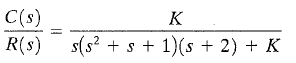 C(s)/R(s) = K/(s(s² + s + 1)(s + 2) + K)